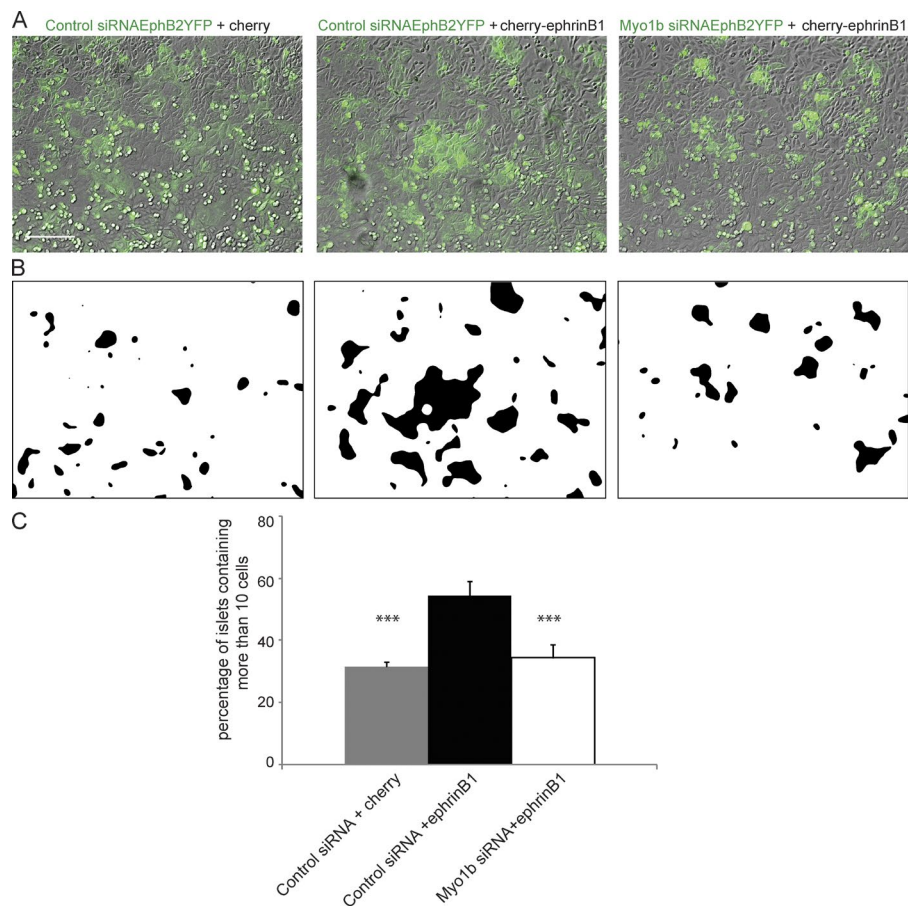 A
Control siRNAEphB2YFP + cherry
Control siRNAEphB2YFP + cherry-ephrinB1
Myo1b siRNAEphB2YFP + cherry-ephrinB1
B
C
percentage of islets containing
more than 10 cells
80
60
40
20
0
***
***
Control siRNA + cherry
Control siRNA +ephrinB1
Myo1b siRNA+ephrinB1